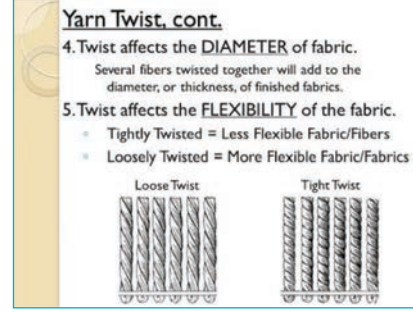 Yarn Twist, cont.
4. Twist affects the DIAMETER of fabric.
Several fibers twisted together will add to the
diameter, or thickness, of finished fabrics.
5. Twist affects the FLEXIBILITY of the fabric.
Tightly Twisted = Less Flexible Fabric/Fibers
Loosely Twisted = More Flexible Fabric/Fabrics
Loose Twist
Tight Twist